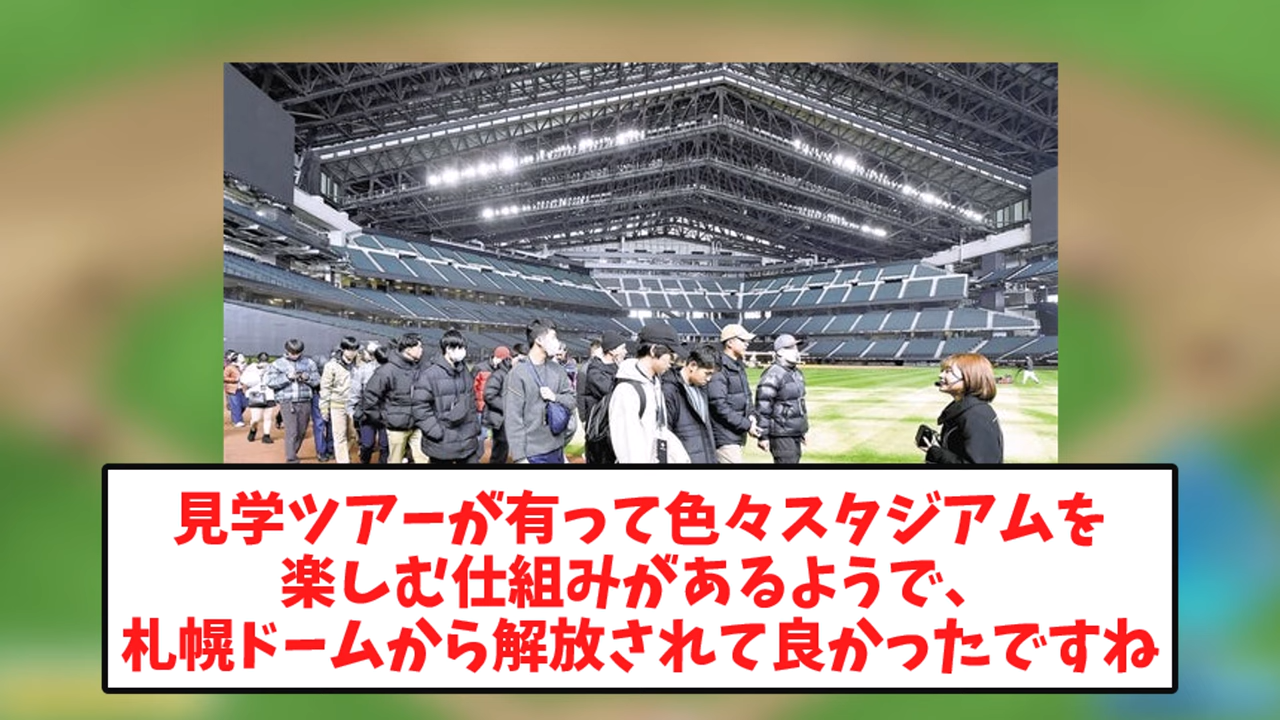 見学ツアーが有って色々スタジアムを
楽しむ仕組みがあるようで、
札幌ドームから解放されて良かったですね